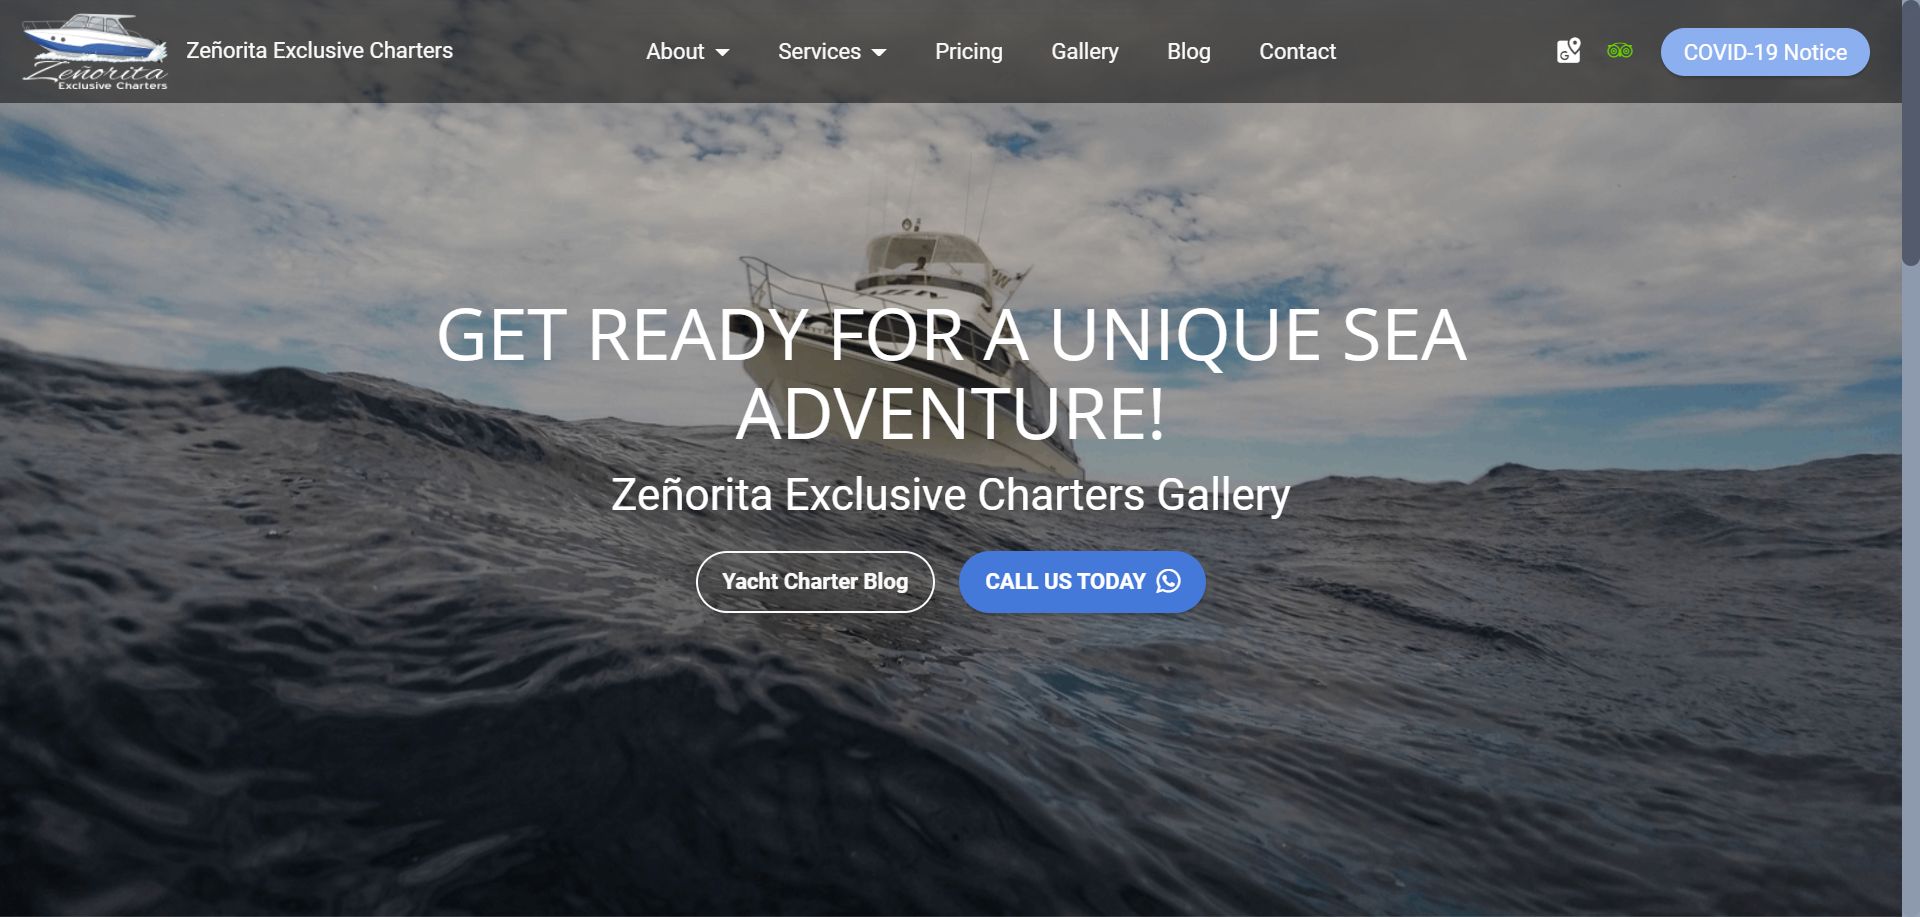 Zeñorita
Exclusive Charters
Zeñorita Exclusive Charters
About
Services
Pricing
Gallery
Blog
Contact
G
COVID-19 Notice
GET READY FOR A UNIQUE SEA
ADVENTURE!
Zeñorita Exclusive Charters Gallery
Yacht Charter Blog
CALL US TODAY